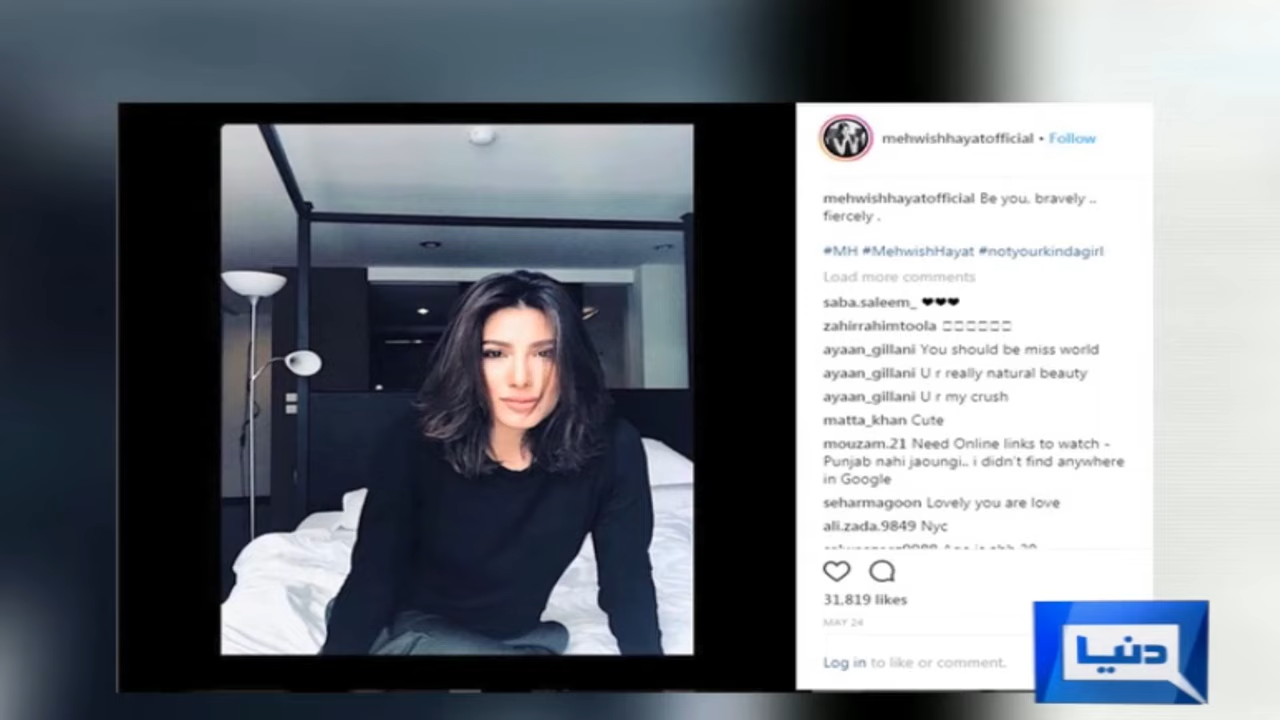 mehwishhayatofficial • Follow
mehwishhayatofficial Be you, bravely ..
fiercely .
#MH #MehwishHayat #notyourkindagirl
Load more comments
saba.saleem_ ❤❤❤
zahirrahimtoola □□□□□□
ayaan_gillani You should be miss world
ayaan_gillani U r really natural beauty
ayaan_gillani U r my crush
matta_khan Cute
mouzam.21 Need Online links to watch -
Punjab nahi jaoungi.. i didn't find anywhere
in Google
seharmagoon Lovely you are love
ali.zada.9849 Nyc
31,819 likes
MAY 24
Log in to like or comment.
دنیا